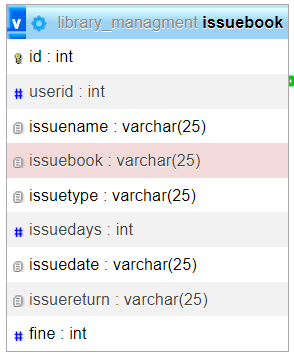 v library_managment issuebook
id : int
# userid : int
issuename : varchar(25)
issuebook : varchar(25)
issuetype : varchar(25)
# issuedays : int
issuedate : varchar(25)
issuereturn : varchar(25)
# fine : int